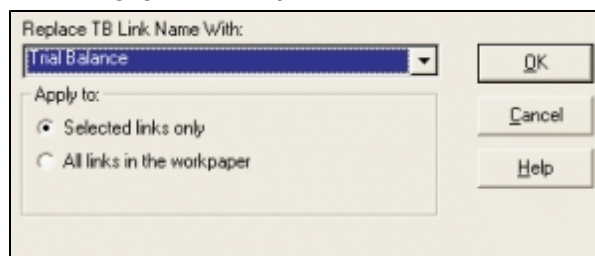 Replace TB Link Name With:
Trial Balance
OK
Apply to:
Selected links only
Cancel
All links in the workpaper
Help